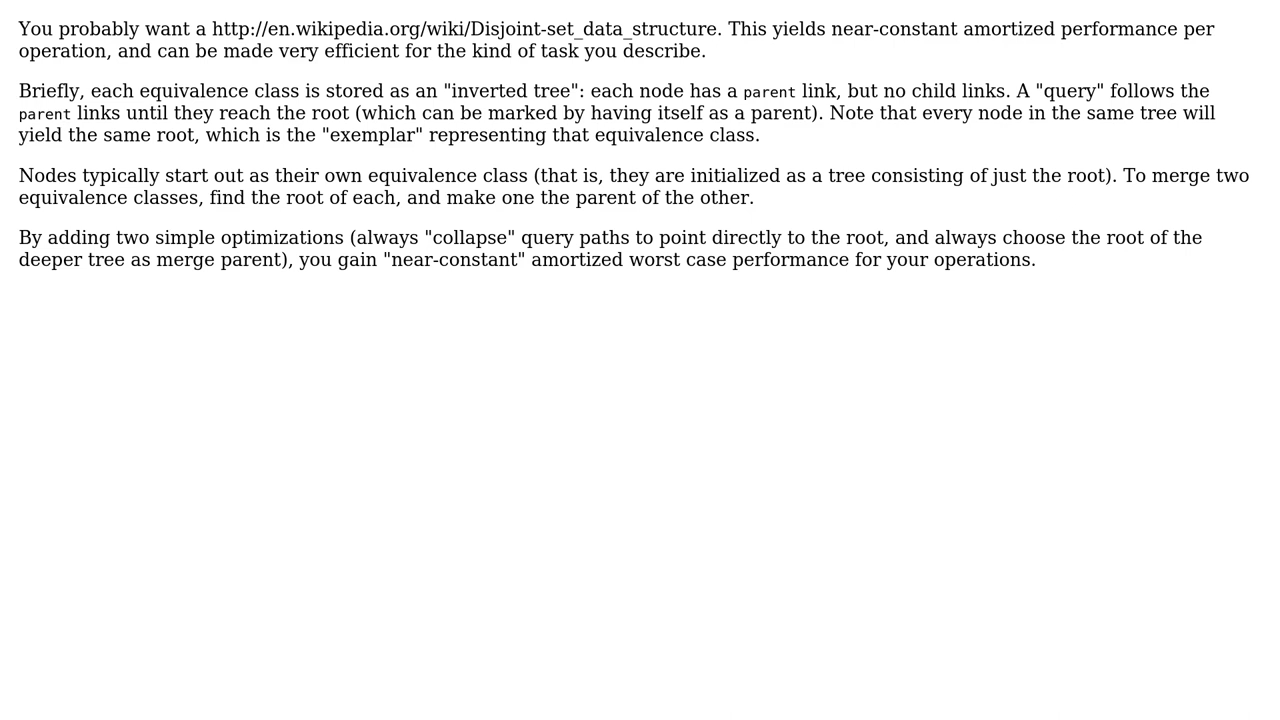 You probably want a http://en.wikipedia.org/wiki/Disjoint-set_data_structure. This yields near-constant amortized performance per
operation, and can be made very efficient for the kind of task you describe.
Briefly, each equivalence class is stored as an "inverted tree": each node has a parent link, but no child links. A "query" follows the
parent links until they reach the root (which can be marked by having itself as a parent). Note that every node in the same tree will
yield the same root, which is the "exemplar" representing that equivalence class.
Nodes typically start out as their own equivalence class (that is, they are initialized as a tree consisting of just the root). To merge two
equivalence classes, find the root of each, and make one the parent of the other.
By adding two simple optimizations (always "collapse" query paths to point directly to the root, and always choose the root of the
deeper tree as merge parent), you gain "near-constant" amortized worst case performance for your operations.